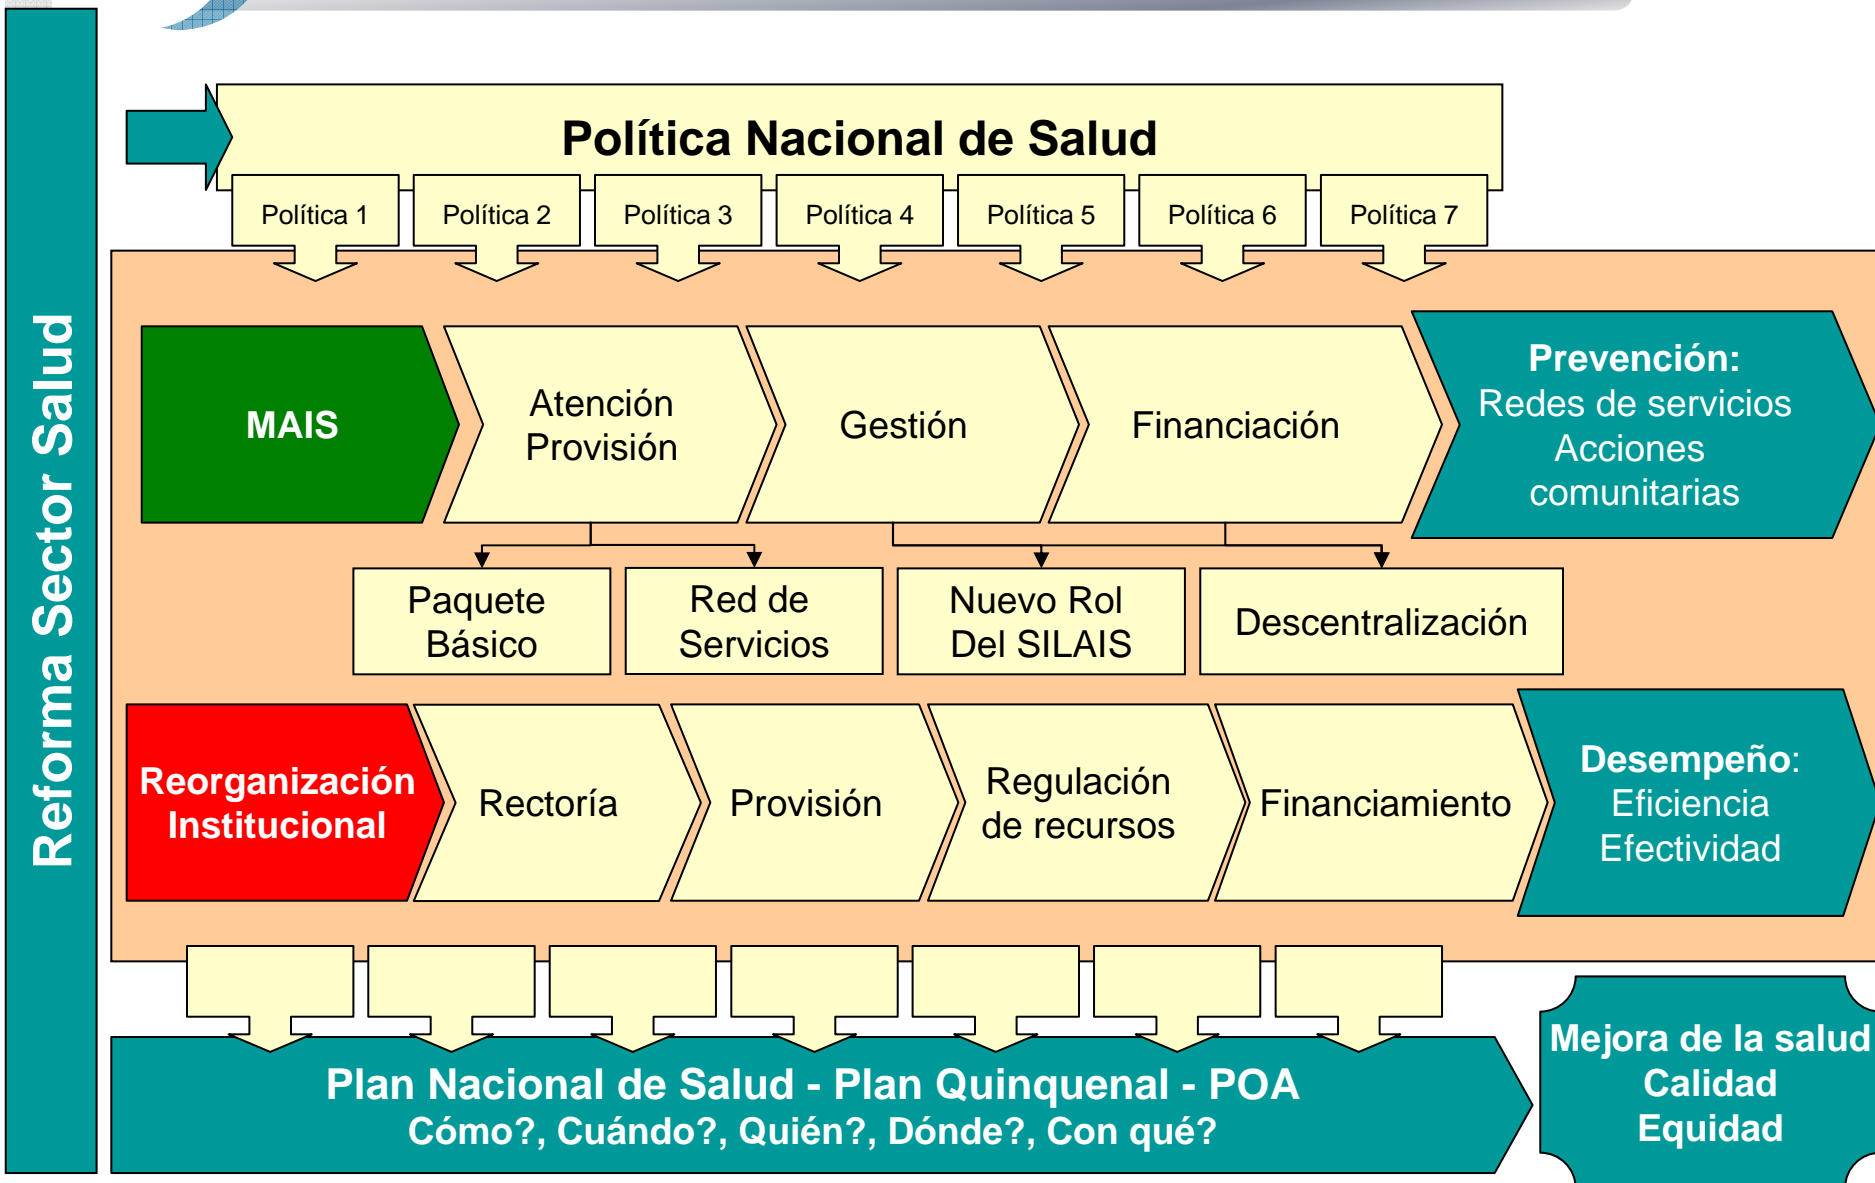 Reforma Sector Salud
Política Nacional de Salud
Política 1
Política 2
Política 3
Política 4
Política 5
Política 6
Política 7
MAIS
Atención
Provisión
Gestión
Financiación
Prevención:
Redes de servicios
Acciones
comunitarias
Paquete
Básico
Red de
Servicios
Nuevo Rol
Del SILAIS
Descentralización
Reorganización
Institucional
Rectoría
Provisión
Regulación
de recursos
Financiamiento
Desempeño:
Eficiencia
Efectividad
Plan Nacional de Salud - Plan Quinquenal - POA
Cómo?, Cuándo?, Quién?, Dónde?, Con qué?
Mejora de la salud
Calidad
Equidad